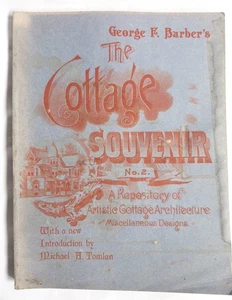 George F. Barber's
The
Cottage
SOUVENIR
No. 2.
A Repository of
Artistic Cottage Architecture
and Miscellaneous Designs
With a new
Introduction by
Michael A. Tomlan